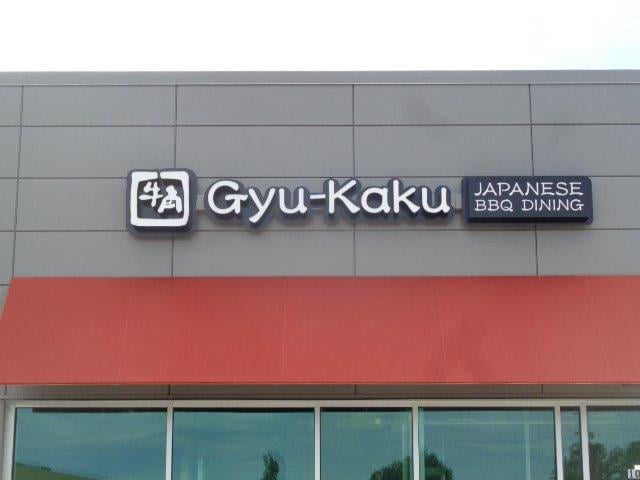 牛角
Gyu-Kaku
JAPANESE
BBQ DINING